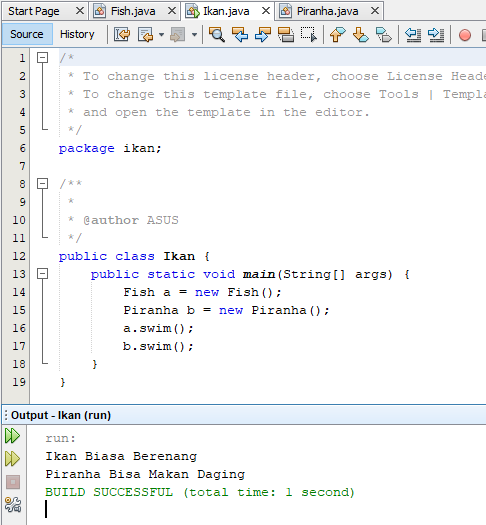 Start Page Fish.java Ikan.java Piranha.java
Source History
1 /*
2 * To change this license header, choose License Heade
3 * To change this template file, choose Tools | Templa
4 * and open the template in the editor.
5 */
6 package ikan;
7
8 /**
9 *
10 * @author ASUS
11 */
12 public class Ikan {
13 public static void main(String[] args) {
14 Fish a = new Fish();
15 Piranha b = new Piranha();
16 a.swim();
17 b.swim();
18 }
19 }
Output - Ikan (run)
run:
Ikan Biasa Berenang
Piranha Bisa Makan Daging
BUILD SUCCESSFUL (total time: 1 second)